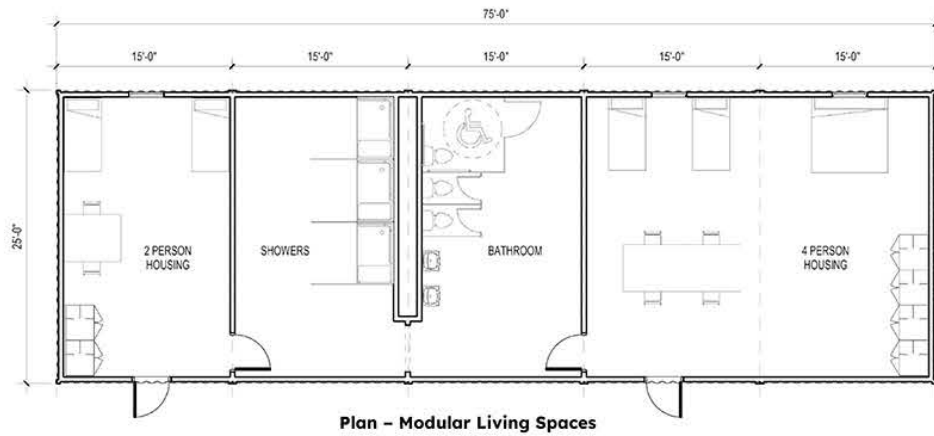 75'-0"
15'-0" 15'-0" 15'-0" 15'-0" 15'-0"
25'-0"
2 PERSON
HOUSING
SHOWERS
BATHROOM
4 PERSON
HOUSING
Plan – Modular Living Spaces